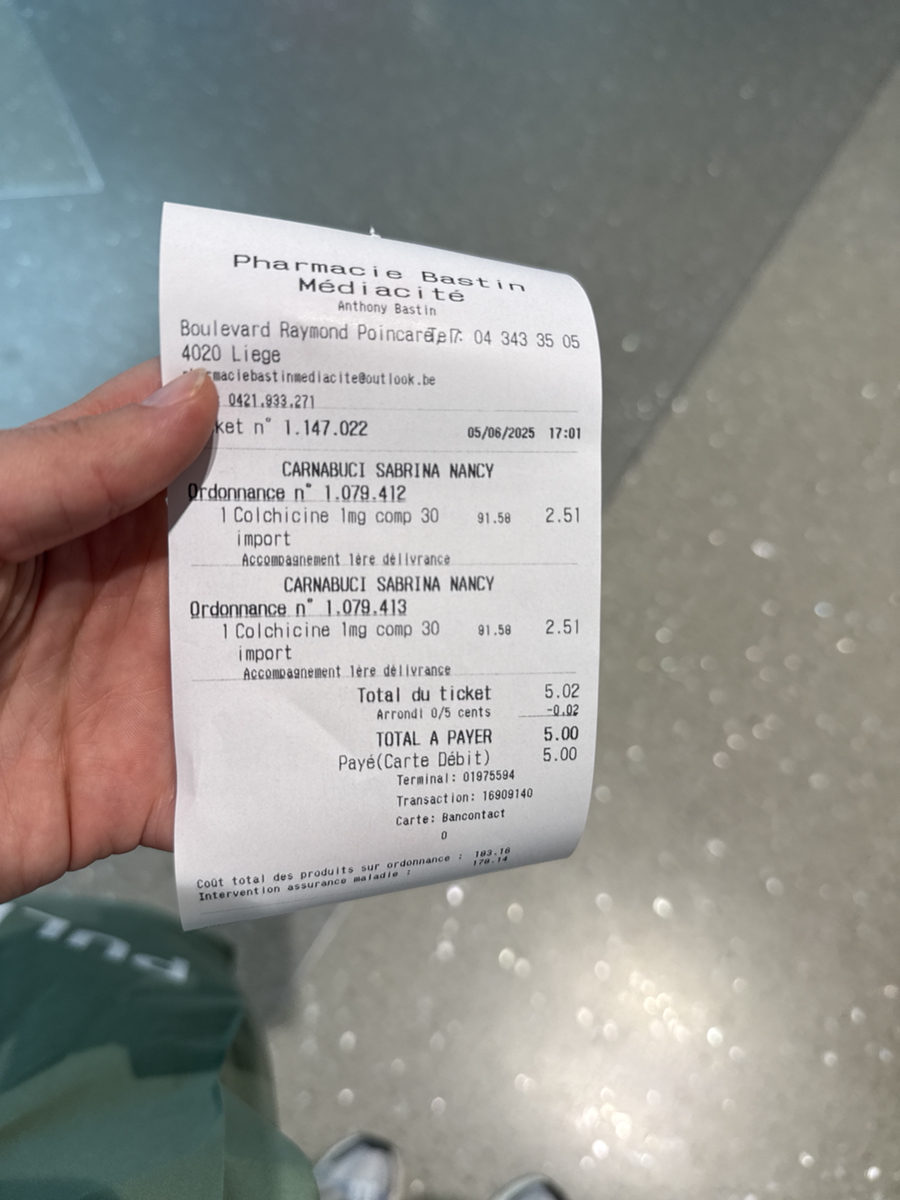 Pharmacie Bastin
Médiacité
Anthony Bastin
Boulevard Raymond Poincaré 7 Tel: 04 343 35 05
4020 Liege
maciebastinmediacite@outlook.be
: 0421.933.271
ket n° 1.147.022 05/06/2025 17:01
CARNABUCI SABRINA NANCY
Ordonnance n° 1.079.412
1 Colchicine 1mg comp 30 91.58 2.51
import
Accompagnement 1ère délivrance
CARNABUCI SABRINA NANCY
Ordonnance n° 1.079.413
1 Colchicine 1mg comp 30 91.58 2.51
import
Accompagnement 1ère délivrance
Total du ticket 5.02
Arrondi 0/5 cents -0.02
TOTAL A PAYER 5.00
Payé(Carte Débit) 5.00
Terminal: 01975594
Transaction: 16909140
Carte: Bancontact
0
Coût total des produits sur ordonnance : 183.16
Intervention assurance maladie : 178.14
PUL